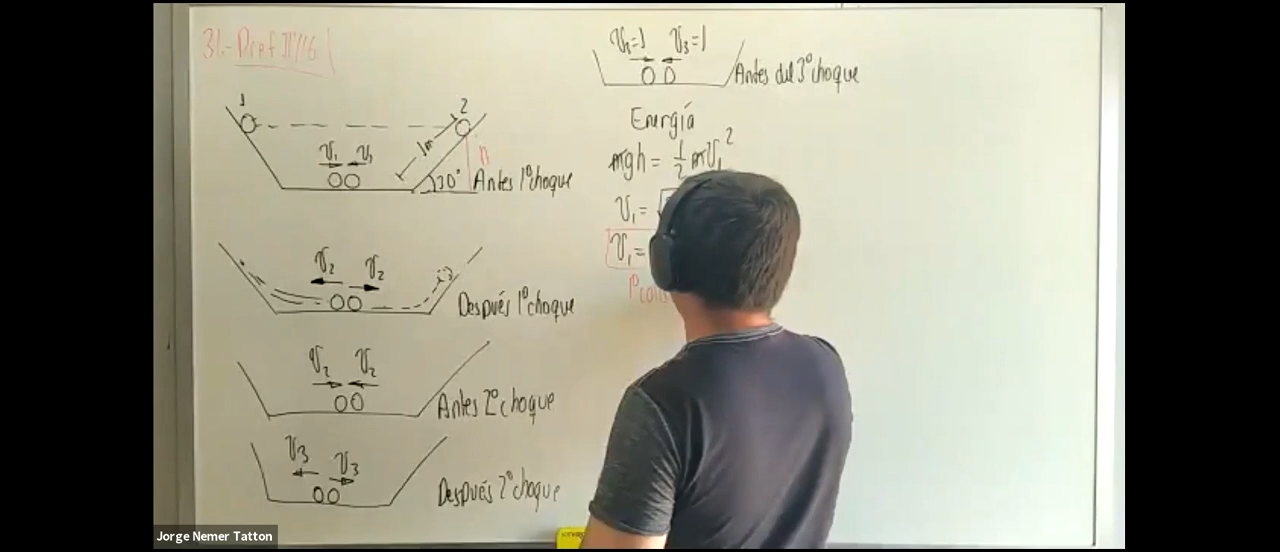 31.- Pref II/16
1 2
1m
V₁ V₁
h
30° Antes 1° choque
V₂ V₂
Después 1° choque
V₂ V₂
Antes 2° choque
V₃ V₃
Después 2° choque
V₃=1 V₃=1
Antes del 3° choque
Energía
mgh = 1/2 mV₁²
V₁ = √
V₁ =
1°
Jorge Nemer Tatton